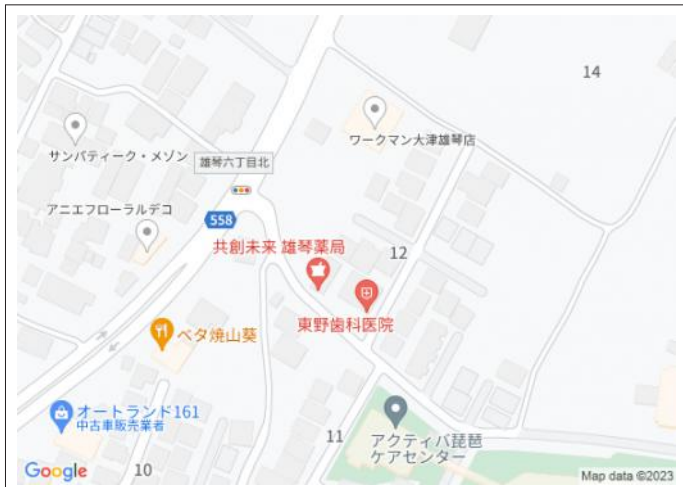 14
ワークマン大津雄琴店
サンパティーク・メゾン
雄琴六丁目北
アニエフローラルデコ
558
共創未来 雄琴薬局
12
東野歯科医院
ベタ焼山葵
オートランド161
中古車販売業者
11
アクティバ琵琶
ケアセンター
10
Google
Map data ©2023